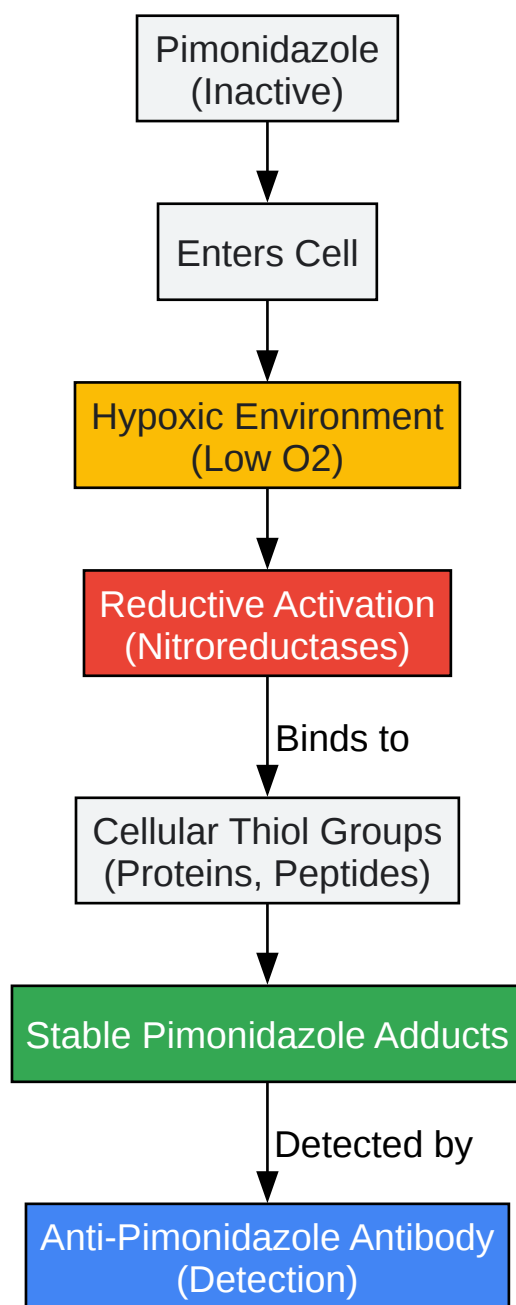 Pimonidazole
(Inactive)
Enters Cell
Hypoxic Environment
(Low O2)
Reductive Activation
(Nitroreductases)
Binds to
Cellular Thiol Groups
(Proteins, Peptides)
Stable Pimonidazole Adducts
Detected by
Anti-Pimonidazole Antibody
(Detection)